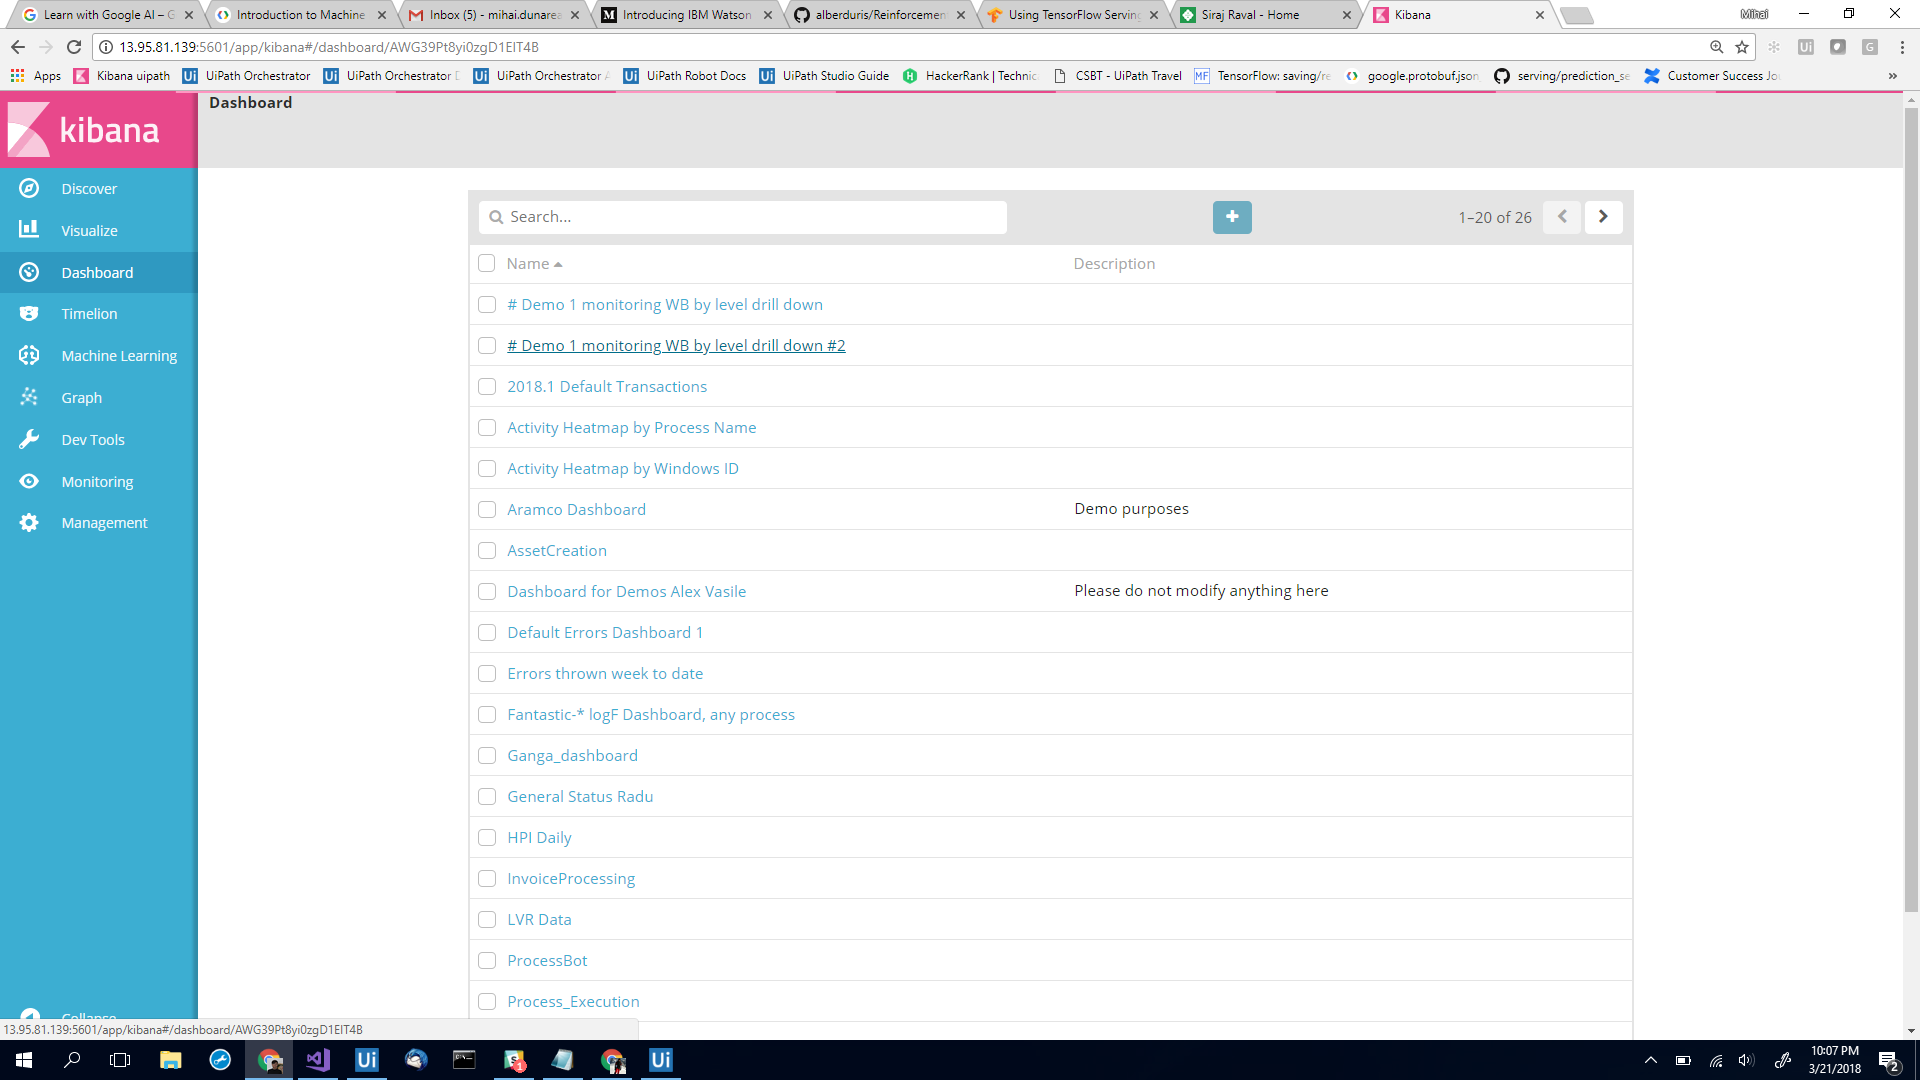 Learn with Google AI – G
Introduction to Machine
Inbox (5) - mihai.dunarea
Introducing IBM Watson
alberduris/Reinforcemen
Using TensorFlow Serving
Siraj Raval - Home
Kibana
Mihai
13.95.81.139:5601/app/kibana#/dashboard/AWG39Pt8yi0zgD1EIT4B
Apps
Kibana uipath
UiPath Orchestrator
UiPath Orchestrator D
UiPath Orchestrator A
UiPath Robot Docs
UiPath Studio Guide
HackerRank | Technic
CSBT - UiPath Travel
TensorFlow: saving/re
google.protobuf.json
serving/prediction_se
Customer Success Jou
kibana
Dashboard
Discover
Visualize
Dashboard
Timelion
Machine Learning
Graph
Dev Tools
Monitoring
Management
Collapse
Search...
1–20 of 26
Name Description
# Demo 1 monitoring WB by level drill down
# Demo 1 monitoring WB by level drill down #2
2018.1 Default Transactions
Activity Heatmap by Process Name
Activity Heatmap by Windows ID
Aramco Dashboard Demo purposes
AssetCreation
Dashboard for Demos Alex Vasile Please do not modify anything here
Default Errors Dashboard 1
Errors thrown week to date
Fantastic-* logF Dashboard, any process
Ganga_dashboard
General Status Radu
HPI Daily
InvoiceProcessing
LVR Data
ProcessBot
Process_Execution
13.95.81.139:5601/app/kibana#/dashboard/AWG39Pt8yi0zgD1EIT4B
10:07 PM
3/21/2018
2